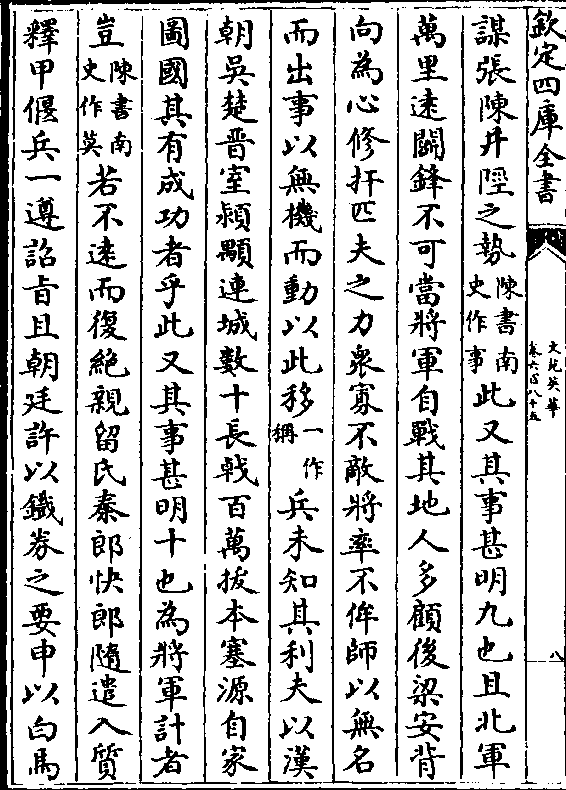 欽定四庫全書
文苑英華
卷六百八十五
八
謀張陳井陘之勢陳書南史作事此又其事甚明九也且北軍
萬里逺鬭鋒不可當將軍自戰其地人多顧後梁安背
向為心修扞匹夫之力衆寡不敵將率不侔師以無名
而出事以無機而動以此移一作稱兵未知其利夫以漢
朝吳楚晉室潁顒連城數十長戟百萬拔本塞源自家
圖國其有成功者乎此又其事甚明十也為將軍計者
豈陳書南史作莫若不逺而復絶親留氏秦郎快郎隨遣入質
釋甲偃兵一遵詔旨且朝廷許以鐵券之要申以白馬